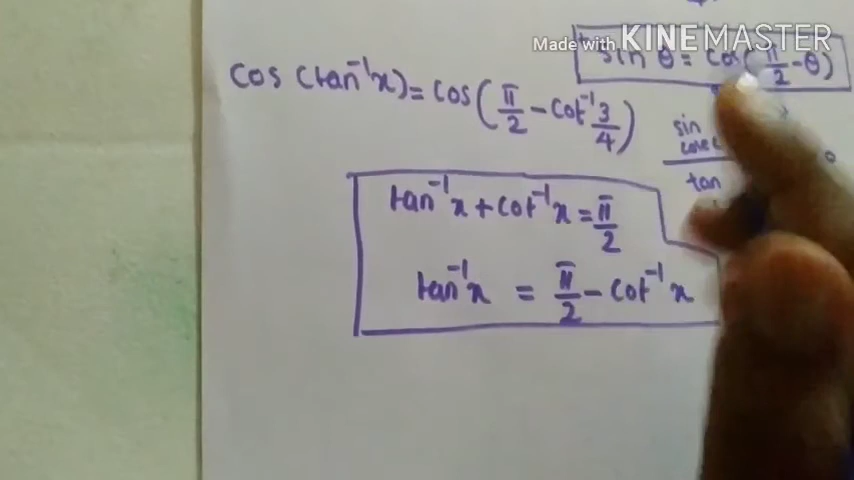 Made with KINEMASTER
sin θ = cos(π/2 - θ)
cos (tan⁻¹x) = cos(π/2 - cot⁻¹ 3/4)
sin
cosec
tan
tan⁻¹x + cot⁻¹x = π/2
tan⁻¹x = π/2 - cot⁻¹x